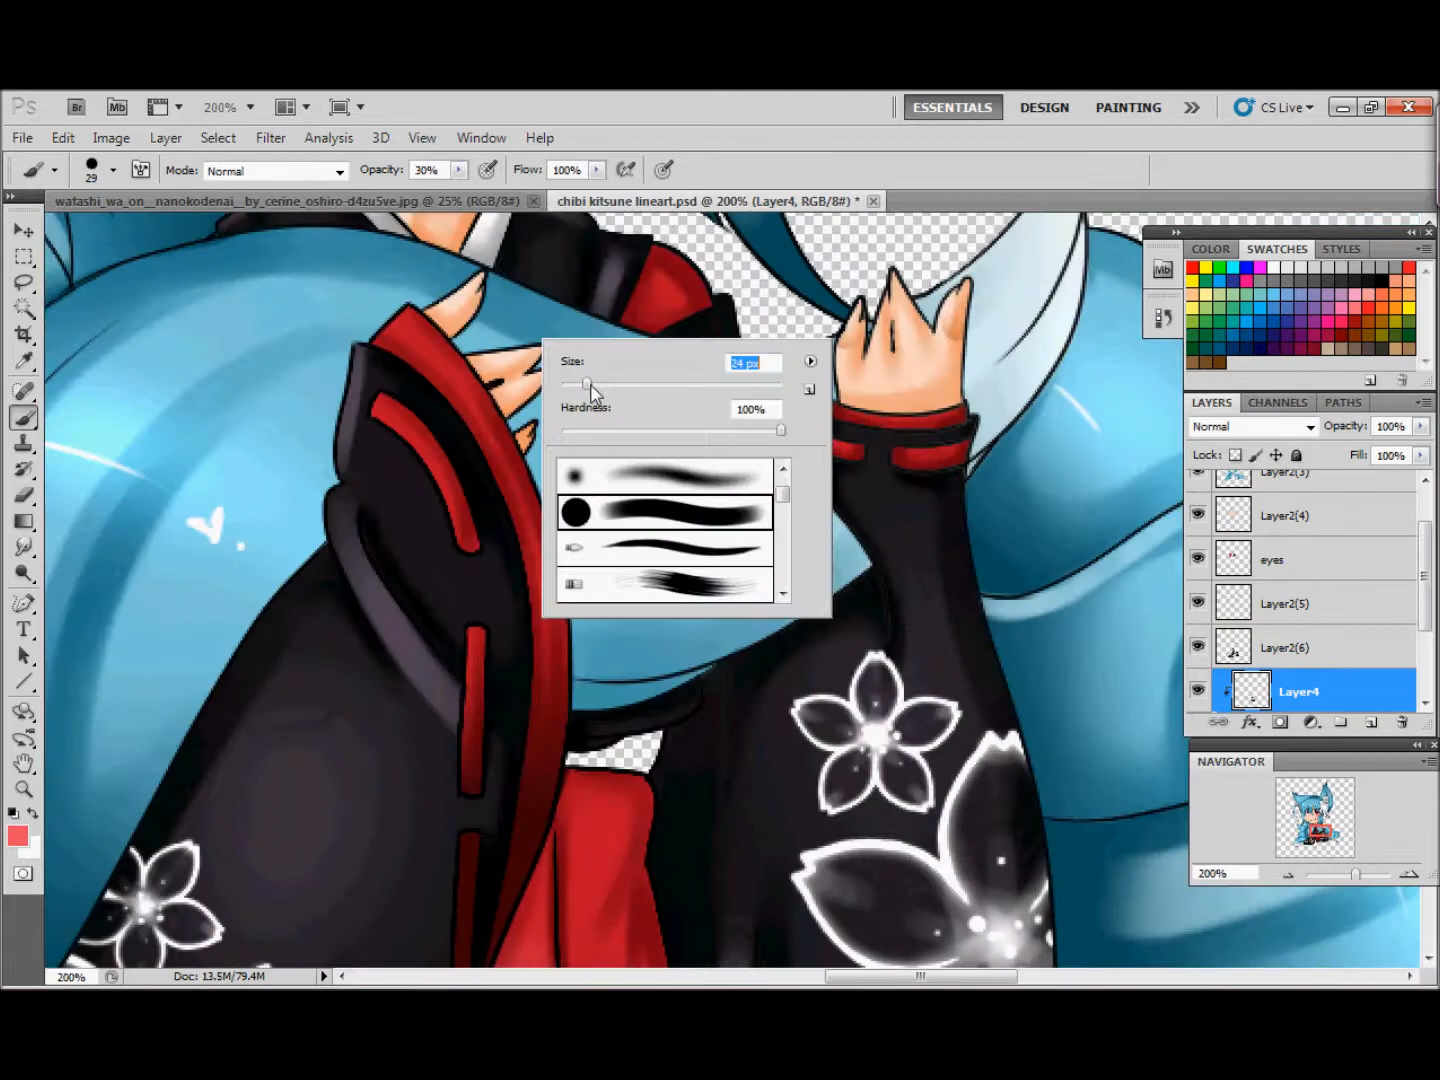 Ps Br Mb 200% ESSENTIALS DESIGN PAINTING CS Live
File Edit Image Layer Select Filter Analysis 3D View Window Help
29 Mode: Normal Opacity: 30% Flow: 100%
watashi_wa_on__nanokodenai__by_cerine_oshiro-d4zu5ve.jpg @ 25% (RGB/8#) chibi kitsune lineart.psd @ 200% (Layer4, RGB/8#) *
COLOR SWATCHES STYLES
Mb
Size: 24 px
Hardness: 100%
LAYERS CHANNELS PATHS
Normal Opacity: 100%
Lock: Fill: 100%
Layer2(3)
Layer2(4)
eyes
Layer2(5)
Layer2(6)
Layer4
fx
T
NAVIGATOR
200%
200% Doc: 13.5M/79.4M